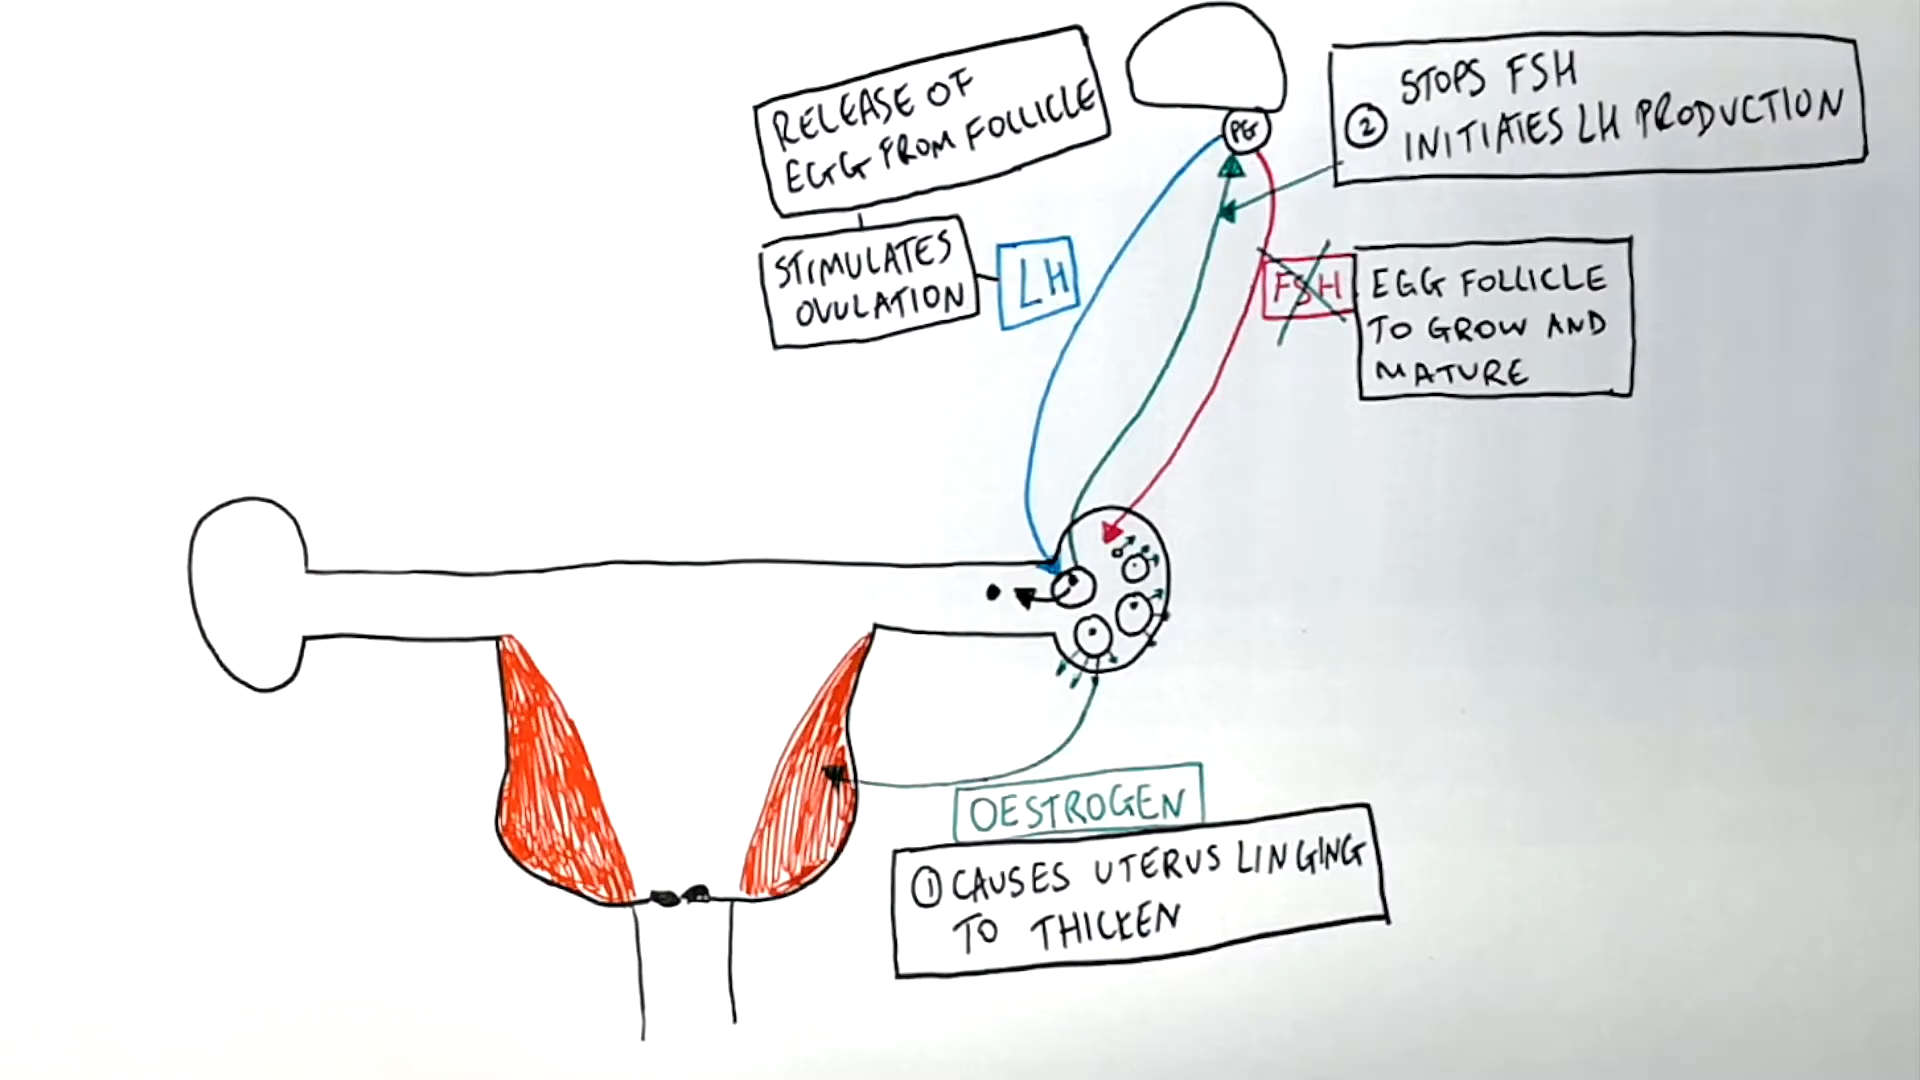 RELEASE OF
EGG FROM FOLLICLE
STIMULATES
OVULATION
LH
PG
② STOPS FSH
INITIATES LH PRODUCTION
FSH
EGG FOLLICLE
TO GROW AND
MATURE
OESTROGEN
① CAUSES UTERUS LINGING
TO THICKEN